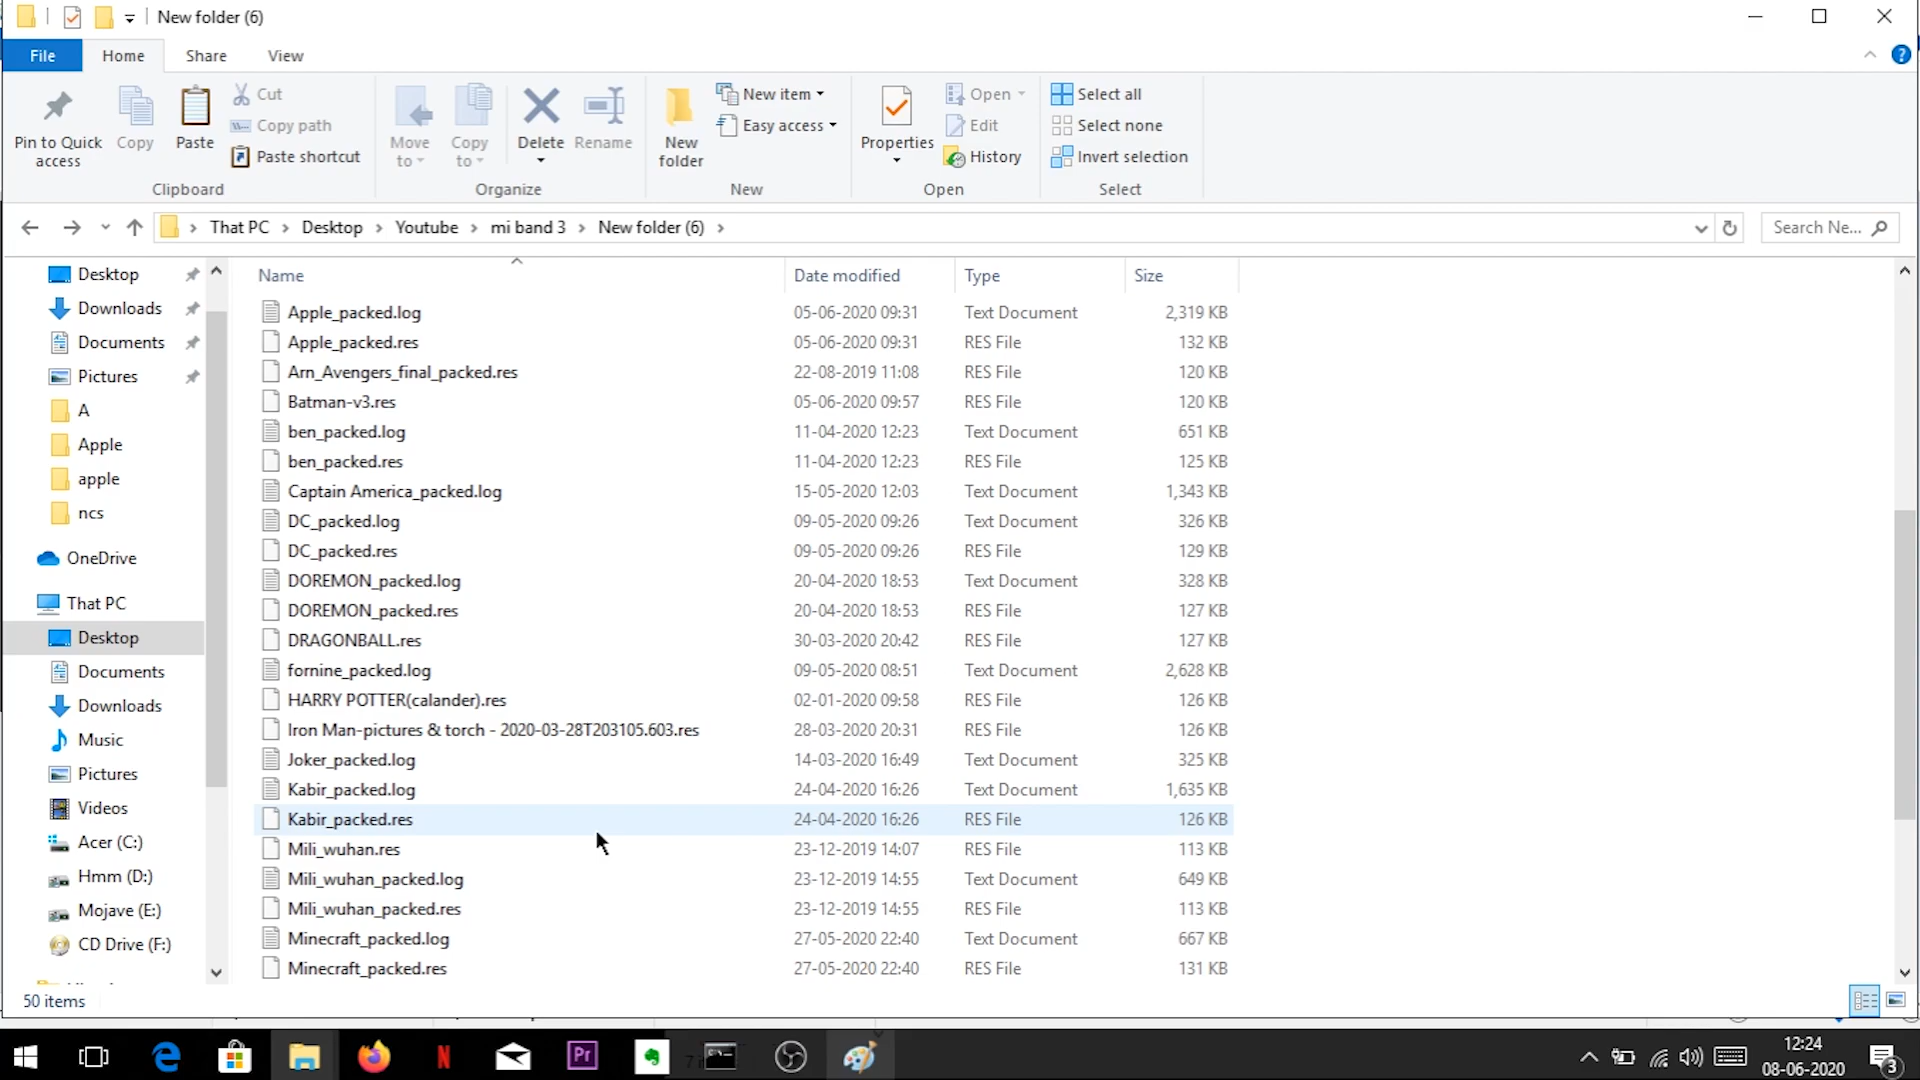 New folder (6)
File Home Share View
Pin to Quick access
Copy
Paste
Cut
Copy path
Paste shortcut
Clipboard
Move to
Copy to
Delete
Rename
Organize
New folder
New item
Easy access
New
Properties
Open
Edit
History
Open
Select all
Select none
Invert selection
Select
That PC > Desktop > Youtube > mi band 3 > New folder (6) >
Search Ne...
Desktop
Downloads
Documents
Pictures
A
Apple
apple
ncs
OneDrive
That PC
Desktop
Documents
Downloads
Music
Pictures
Videos
Acer (C:)
Hmm (D:)
Mojave (E:)
CD Drive (F:)
Name Date modified Type Size
Apple_packed.log 05-06-2020 09:31 Text Document 2,319 KB
Apple_packed.res 05-06-2020 09:31 RES File 132 KB
Arn_Avengers_final_packed.res 22-08-2019 11:08 RES File 120 KB
Batman-v3.res 05-06-2020 09:57 RES File 120 KB
ben_packed.log 11-04-2020 12:23 Text Document 651 KB
ben_packed.res 11-04-2020 12:23 RES File 125 KB
Captain America_packed.log 15-05-2020 12:03 Text Document 1,343 KB
DC_packed.log 09-05-2020 09:26 Text Document 326 KB
DC_packed.res 09-05-2020 09:26 RES File 129 KB
DOREMON_packed.log 20-04-2020 18:53 Text Document 328 KB
DOREMON_packed.res 20-04-2020 18:53 RES File 127 KB
DRAGONBALL.res 30-03-2020 20:42 RES File 127 KB
fornine_packed.log 09-05-2020 08:51 Text Document 2,628 KB
HARRY POTTER(calander).res 02-01-2020 09:58 RES File 126 KB
Iron Man-pictures & torch - 2020-03-28T203105.603.res 28-03-2020 20:31 RES File 126 KB
Joker_packed.log 14-03-2020 16:49 Text Document 325 KB
Kabir_packed.log 24-04-2020 16:26 Text Document 1,635 KB
Kabir_packed.res 24-04-2020 16:26 RES File 126 KB
Mili_wuhan.res 23-12-2019 14:07 RES File 113 KB
Mili_wuhan_packed.log 23-12-2019 14:55 Text Document 649 KB
Mili_wuhan_packed.res 23-12-2019 14:55 RES File 113 KB
Minecraft_packed.log 27-05-2020 22:40 Text Document 667 KB
Minecraft_packed.res 27-05-2020 22:40 RES File 131 KB
50 items
Pr
12:24
08-06-2020
3